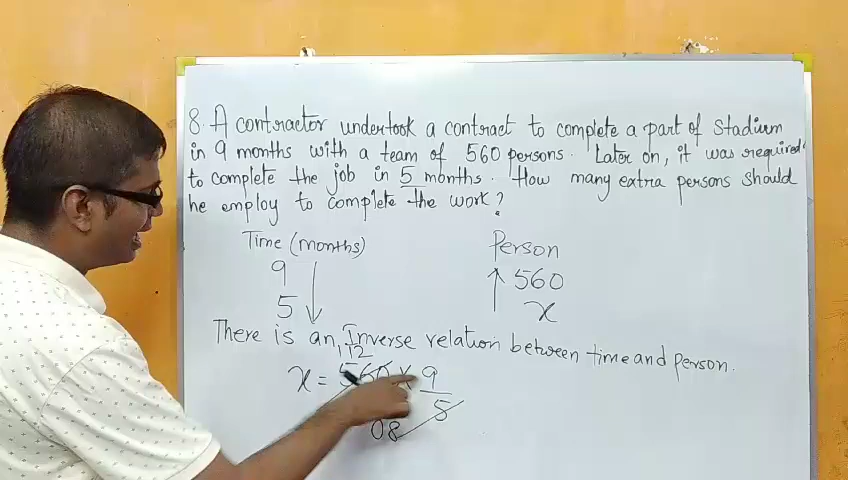 8. A contractor undertook a contract to complete a part of Stadium
in 9 months with a team of 560 persons. Later on, it was required
to complete the job in 5 months. How many extra persons should
he employ to complete the work?
Time (months) Person
9 560
5 x
There is an Inverse relation between time and person.
112
x = 560 × 9
5
08